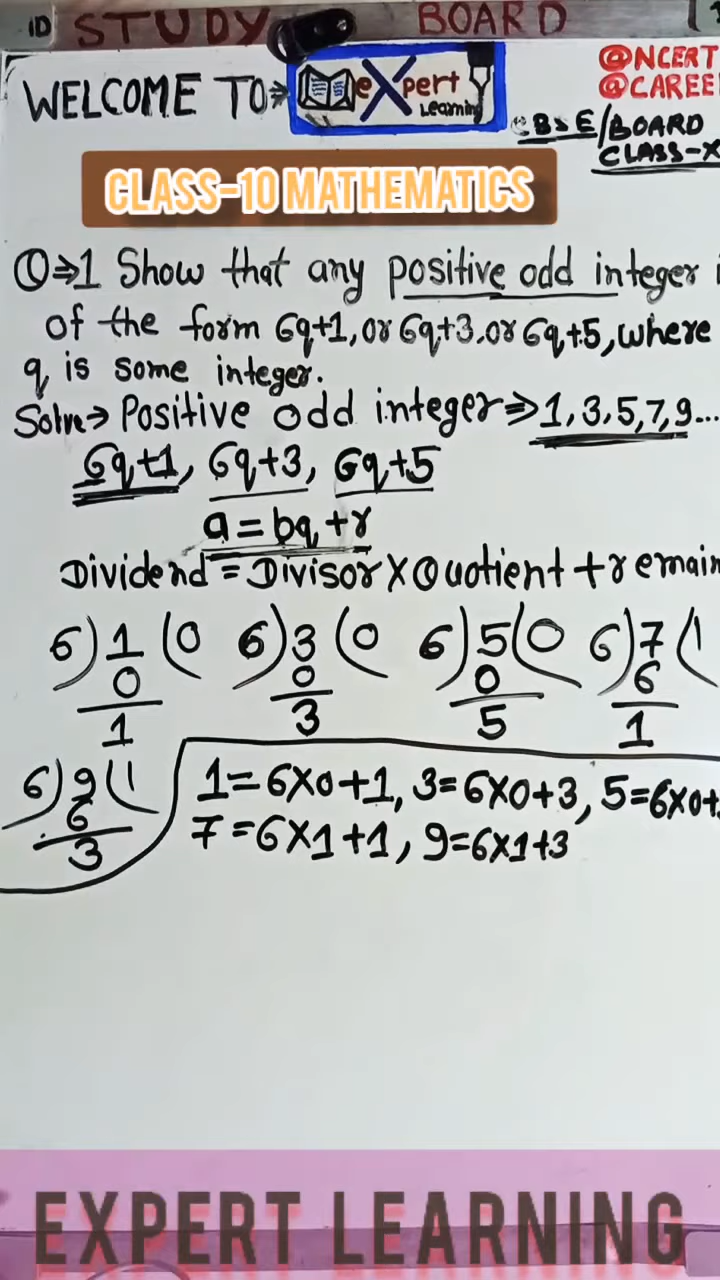 ID STUDY BOARD
WELCOME TO⇒ eXpert Learning
@NCERT
@CAREE
CBSE/BOARD
CLASS-X
CLASS-10 MATHEMATICS
Q⇒1 Show that any positive odd integer i
of the form 6q+1, or 6q+3, or 6q+5, where
q is some integer.
Solve→ Positive odd integer⇒ 1, 3, 5, 7, 9...
6q+1, 6q+3, 6q+5
a = bq + r
Dividend = Divisor × Quotient + remain
6)1(0 6)3(0 6)5(0 6)7(1
0 0 0 6
1 3 5 1
6)9(1
6
3
1=6×0+1, 3=6×0+3, 5=6×0+
7=6×1+1, 9=6×1+3
EXPERT LEARNING